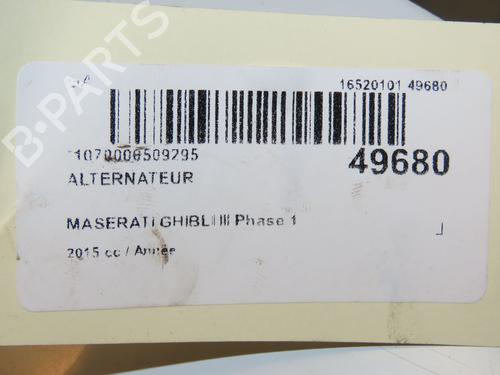 16520101 49680
1070006509295
49680
ALTERNATEUR
MASERATI GHIBLI III Phase 1
2015 cc / Année
B-PARTS